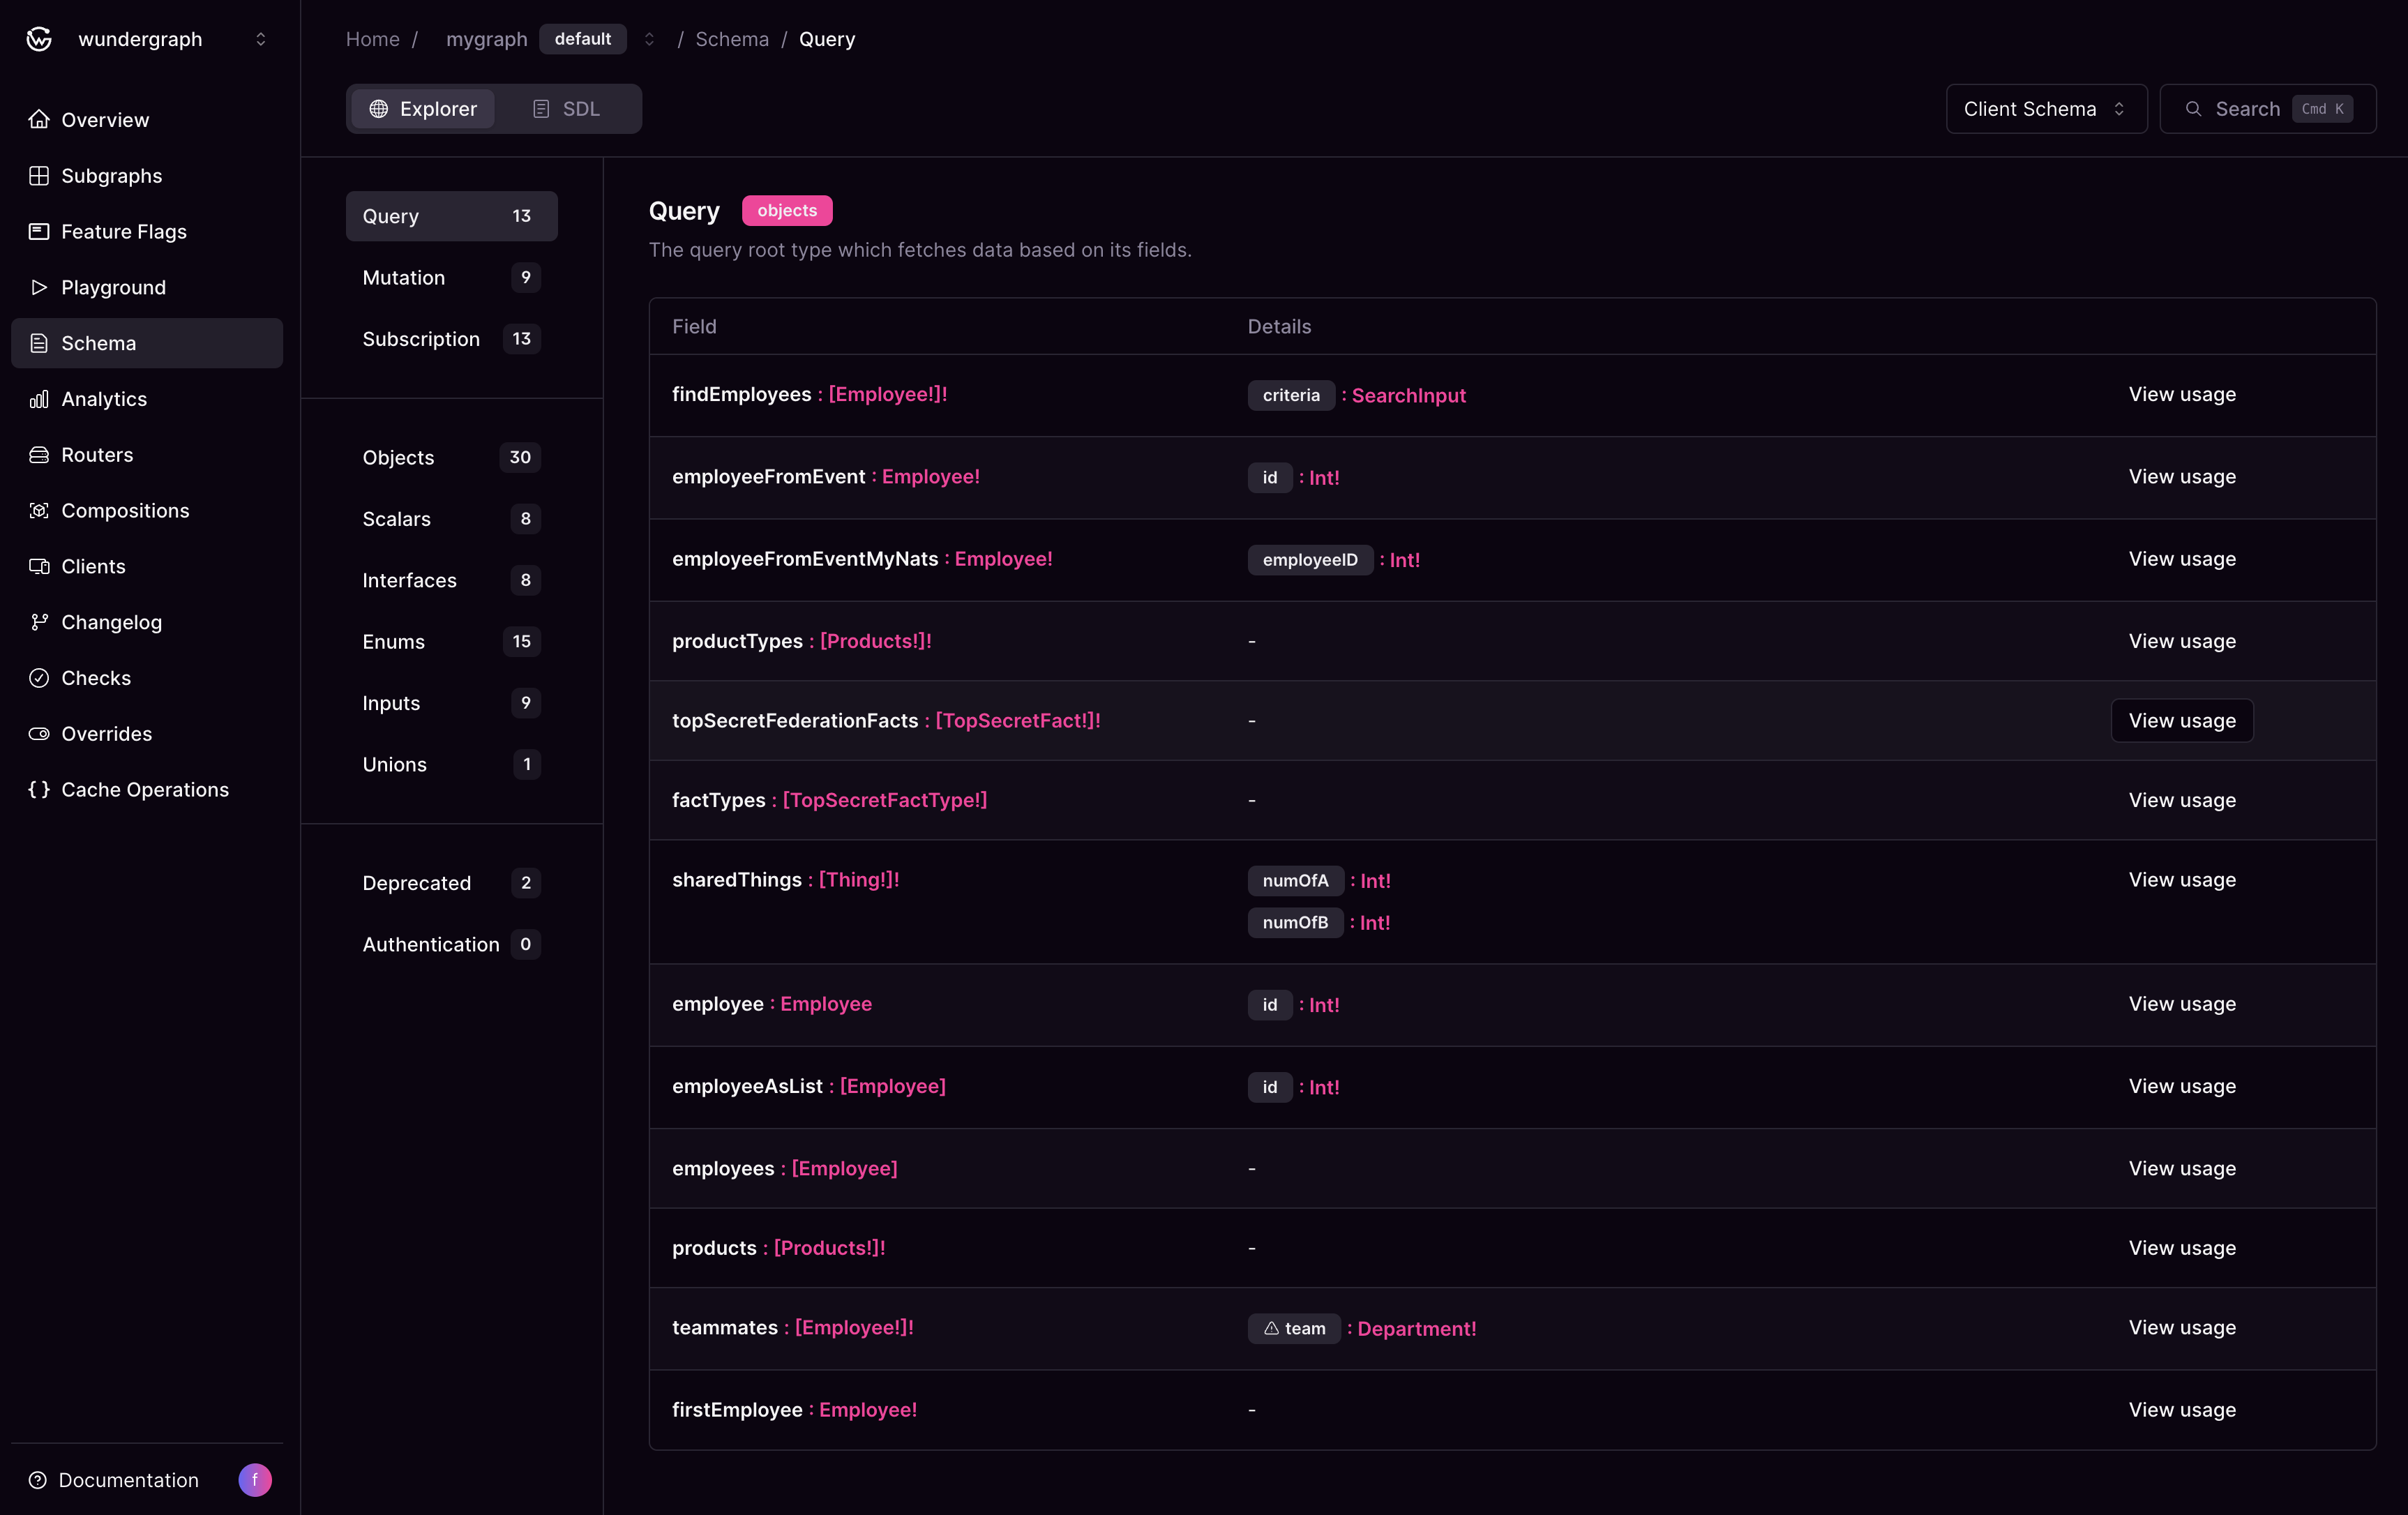 wundergraph
Overview
Subgraphs
Feature Flags
Playground
Schema
Analytics
Routers
Compositions
Clients
Changelog
Checks
Overrides
Cache Operations
Documentation
f
Home / mygraph default / Schema / Query
Explorer SDL
Client Schema
Search Cmd K
Query 13
Mutation 9
Subscription 13
Objects 30
Scalars 8
Interfaces 8
Enums 15
Inputs 9
Unions 1
Deprecated 2
Authentication 0
Query objects
The query root type which fetches data based on its fields.
Field Details
findEmployees : [Employee!]! criteria : SearchInput View usage
employeeFromEvent : Employee! id : Int! View usage
employeeFromEventMyNats : Employee! employeeID : Int! View usage
productTypes : [Products!]! - View usage
topSecretFederationFacts : [TopSecretFact!]! - View usage
factTypes : [TopSecretFactType!] - View usage
sharedThings : [Thing!]! numOfA : Int! View usage
numOfB : Int!
employee : Employee id : Int! View usage
employeeAsList : [Employee] id : Int! View usage
employees : [Employee] - View usage
products : [Products!]! - View usage
teammates : [Employee!]! team : Department! View usage
firstEmployee : Employee! - View usage